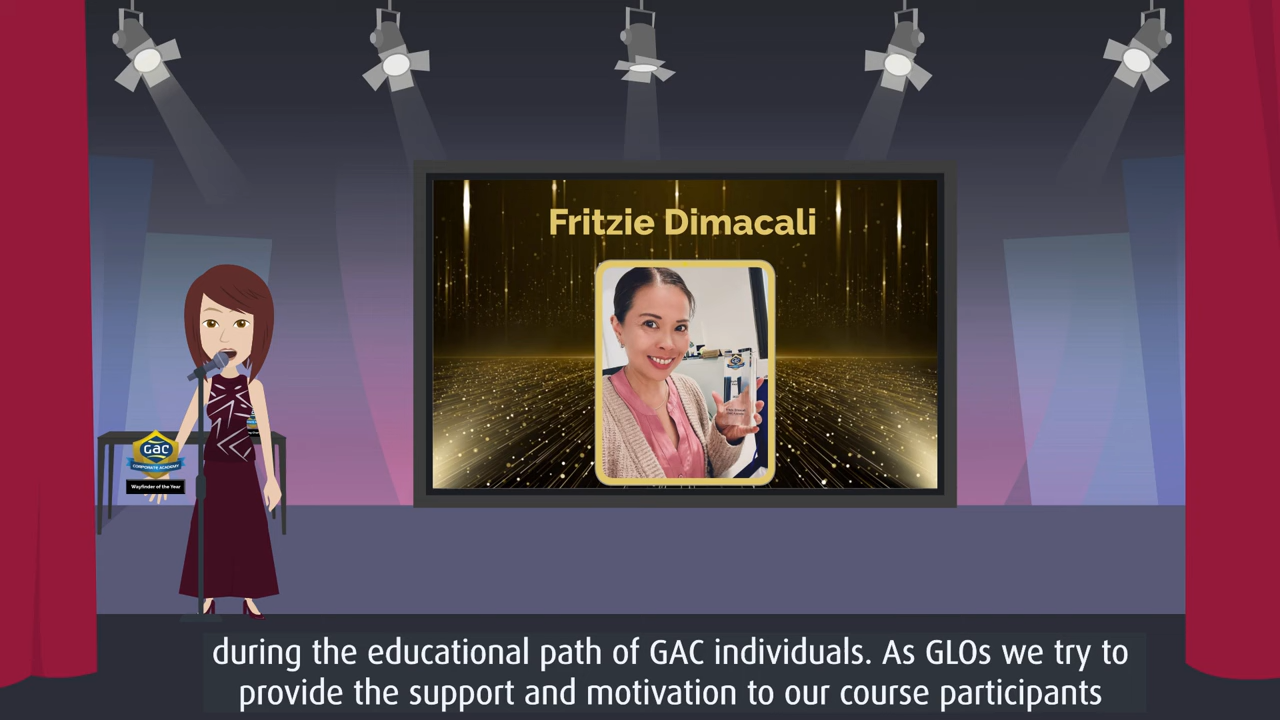 Fritzie Dimacali
GAC
CORPORATE ACADEMY
Wayfinder of the Year
during the educational path of GAC individuals. As GLOs we try to
provide the support and motivation to our course participants